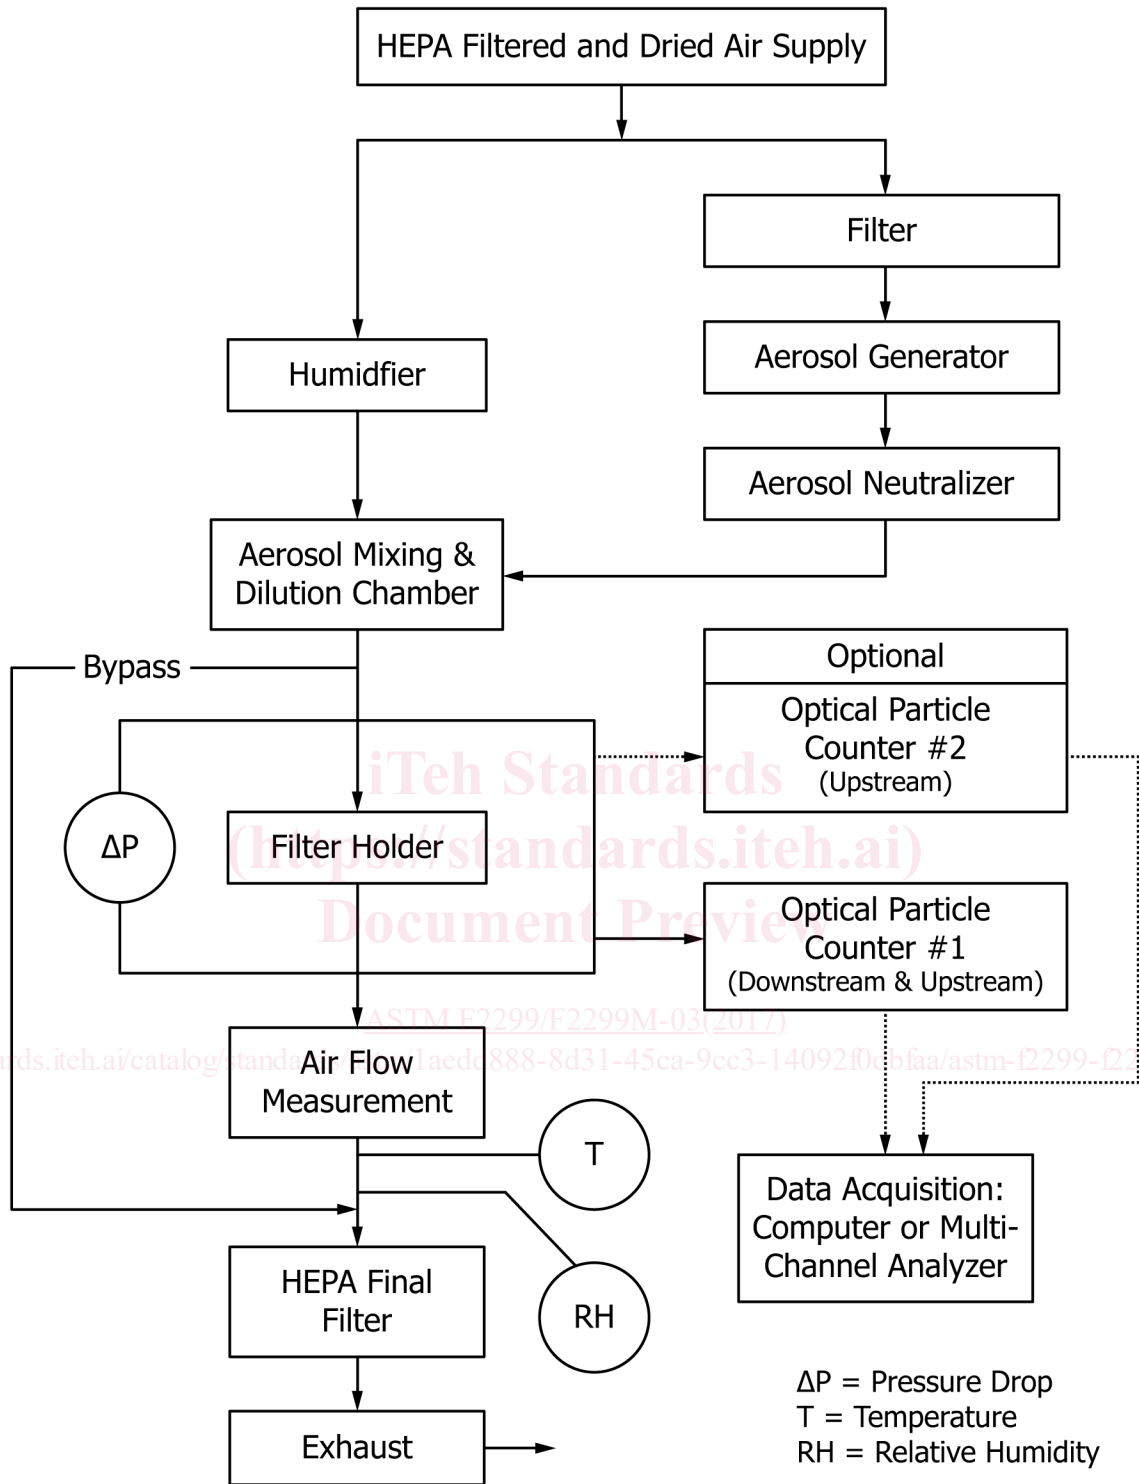 HEPA Filtered and Dried Air Supply
Filter
Aerosol Generator
Humidfier
Aerosol Neutralizer
Aerosol Mixing &
Dilution Chamber
Bypass
Optional
Optical Particle
Counter #2
(Upstream)
iTeh Standards
(https://standards.iteh.ai)
Document Preview
ΔP
Filter Holder
Optical Particle
Counter #1
(Downstream & Upstream)
ASTM F2299/F2299M-03(2017)
Air Flow
Measurement
T
Data Acquisition:
Computer or Multi-
Channel Analyzer
HEPA Final
Filter
RH
Exhaust
ΔP = Pressure Drop
T = Temperature
RH = Relative Humidity